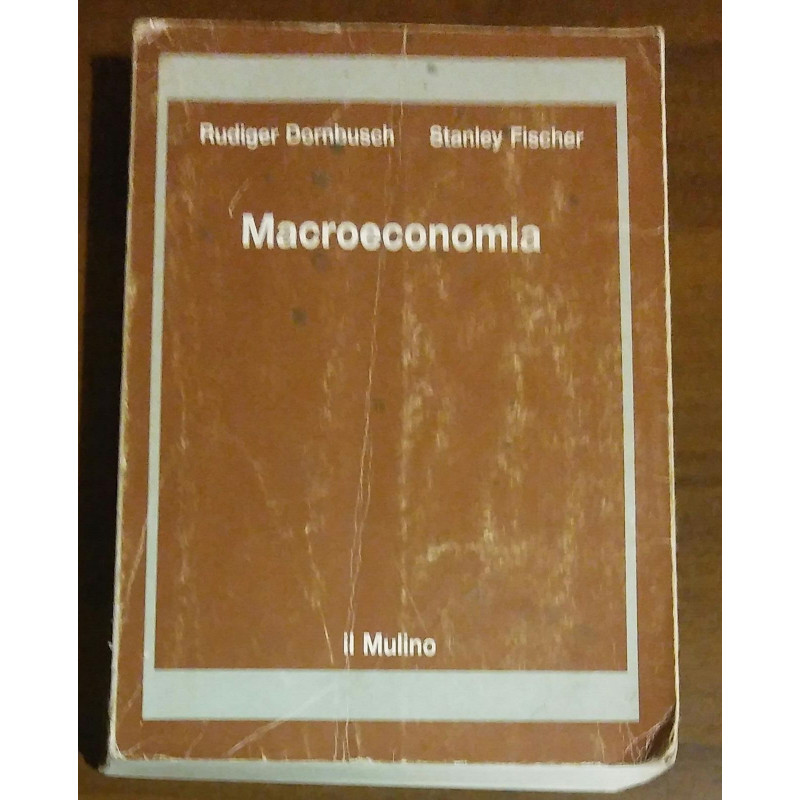 Rudiger Dornbusch Stanley Fischer
Macroeconomia
il Mulino